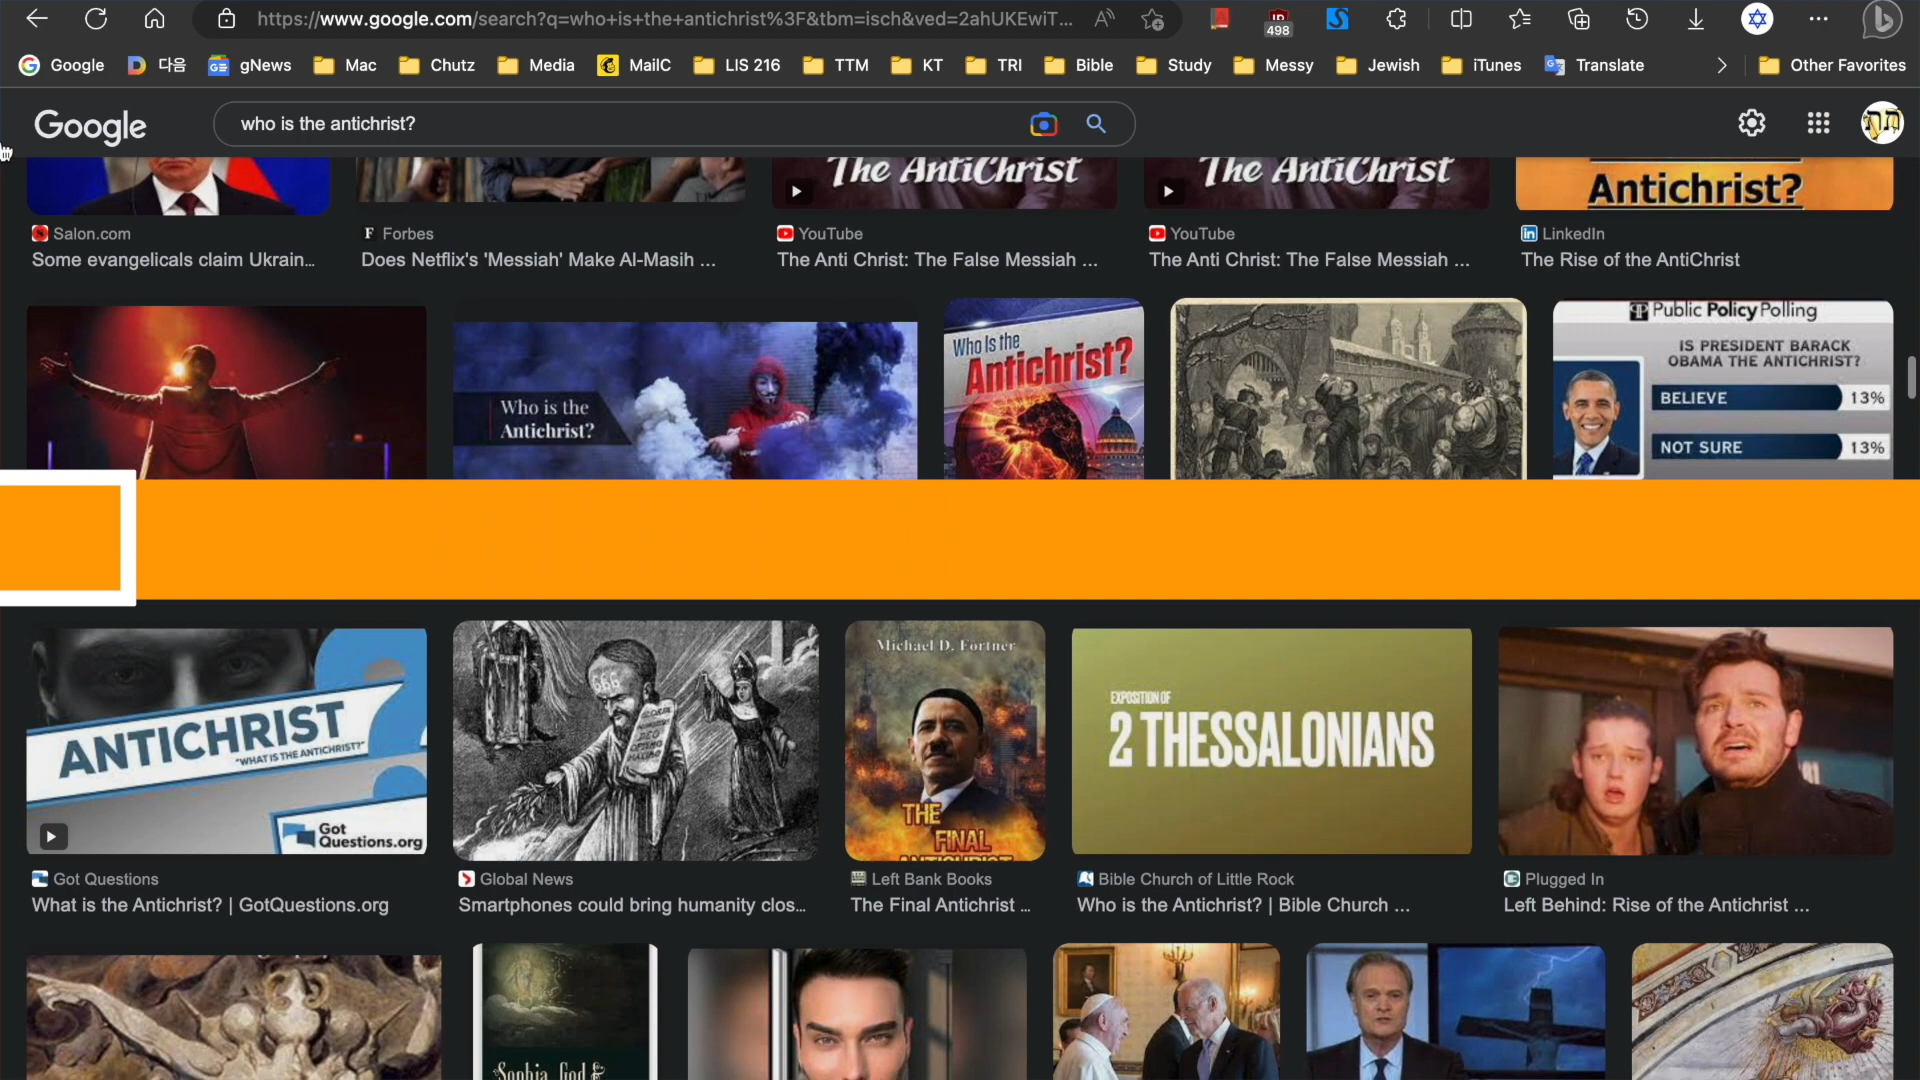 https://www.google.com/search?q=who+is+the+antichrist%3F&tbm=isch&ved=2ahUKEwiT...
498
Google 다음 gNews Mac Chutz Media MailC LIS 216 TTM KT TRI Bible Study Messy Jewish iTunes Translate Other Favorites
Google
who is the antichrist?
The AntiChrist
The AntiChrist
Antichrist?
Salon.com
Forbes
YouTube
YouTube
LinkedIn
Some evangelicals claim Ukrain...
Does Netflix's 'Messiah' Make Al-Masih ...
The Anti Christ: The False Messiah ...
The Anti Christ: The False Messiah ...
The Rise of the AntiChrist
Who is the
Antichrist?
Who Is the
Antichrist?
Public Policy Polling
IS PRESIDENT BARACK
OBAMA THE ANTICHRIST?
BELIEVE 13%
NOT SURE 13%
ANTICHRIST
"WHAT IS THE ANTICHRIST?"
Got
Questions.org
666
Michael D. Fortner
THE
FINAL
ANTICHRIST
EXPOSITION OF
2 THESSALONIANS
Got Questions
Global News
Left Bank Books
Bible Church of Little Rock
Plugged In
What is the Antichrist? | GotQuestions.org
Smartphones could bring humanity clos...
The Final Antichrist ...
Who is the Antichrist? | Bible Church ...
Left Behind: Rise of the Antichrist ...
Sophia, God &